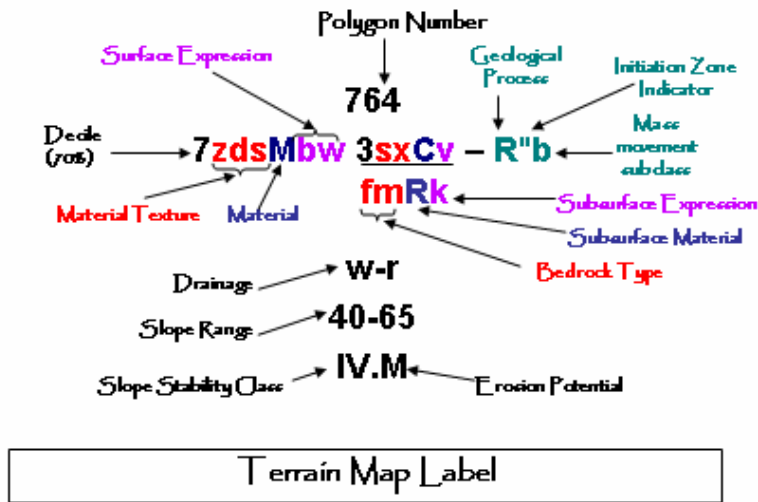 Polygon Number
Surface Expression
Geological Process
Initiation Zone Indicator
764
Decile (70%)
7zdsMbw 3sxCv – R"b
Mass movement subclass
Material Texture
Material
fmRk
Subsurface Expression
Subsurface Material
Bedrock Type
Drainage
w-r
Slope Range
40-65
Slope Stability Class
IV.M
Erosion Potential
Terrain Map Label